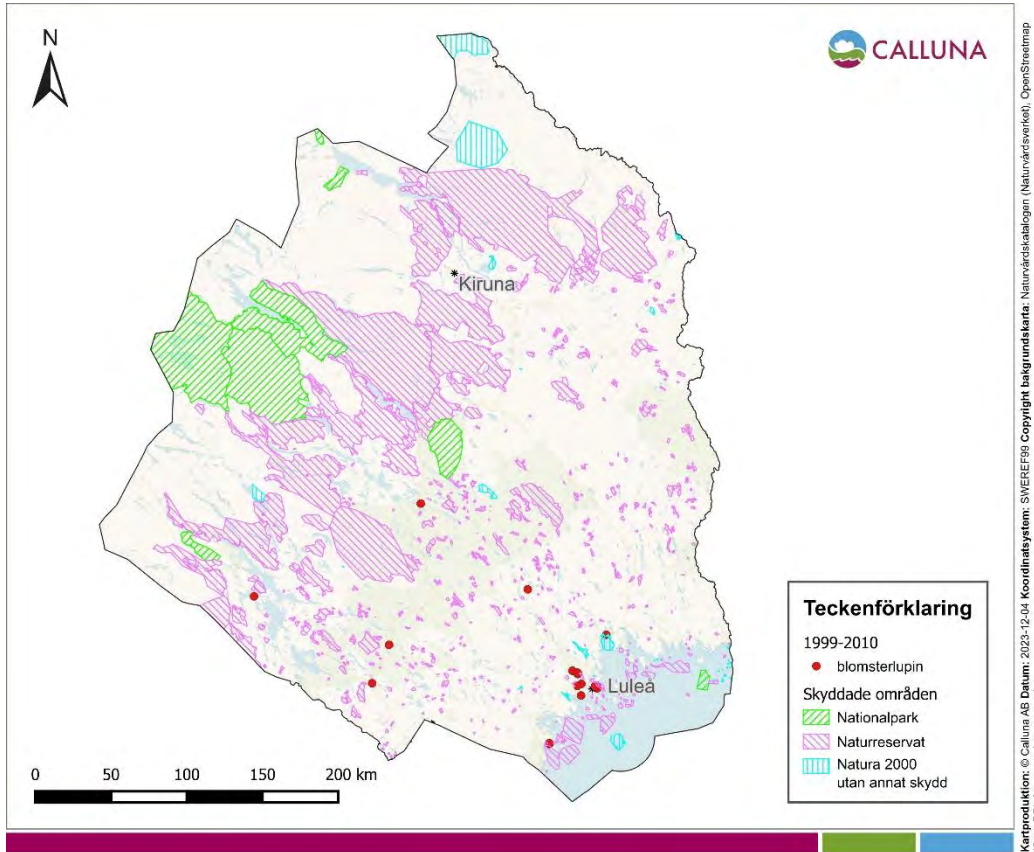 N
CALLUNA
Kiruna
Luleå
Teckenförklaring
1999-2010
blomsterlupin
Skyddade områden
Nationalpark
Naturreservat
Natura 2000
utan annat skydd
0 50 100 150 200 km
Kartproduktion: © Calluna AB Datum: 2023-12-04 Koordinatsystem: SWEREF99 Copyright bakgrundskarta: Naturvårdskatalogen (Naturvårdsverket), OpenStreetmap